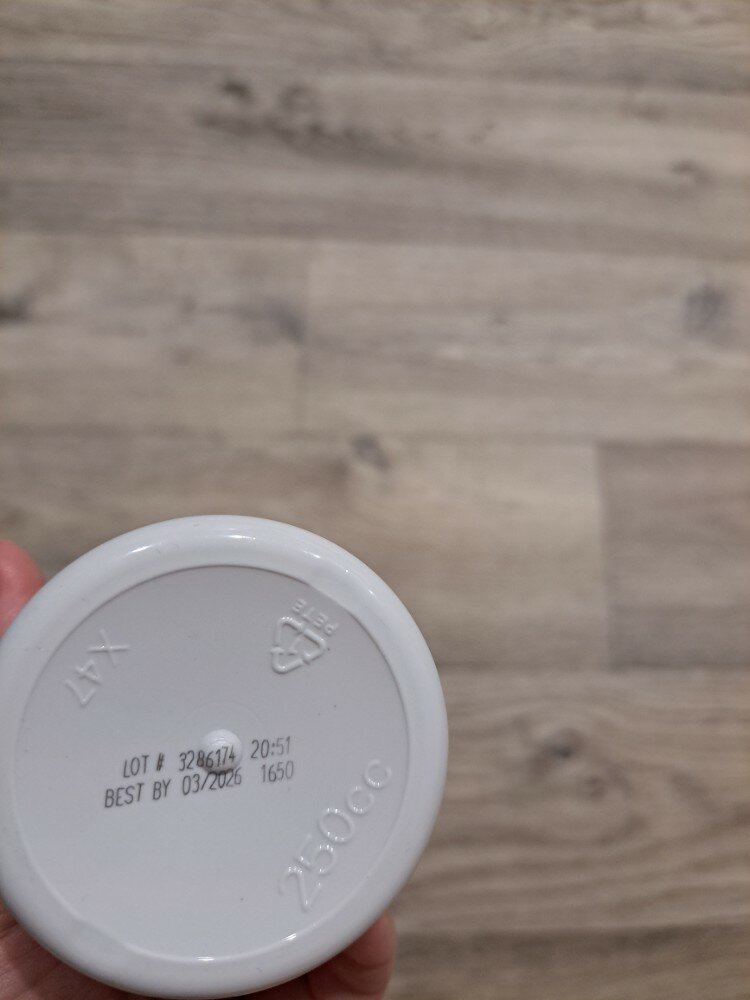 PETE
X47
LOT # 3286174 20:51
BEST BY 03/2026 1650
250cc